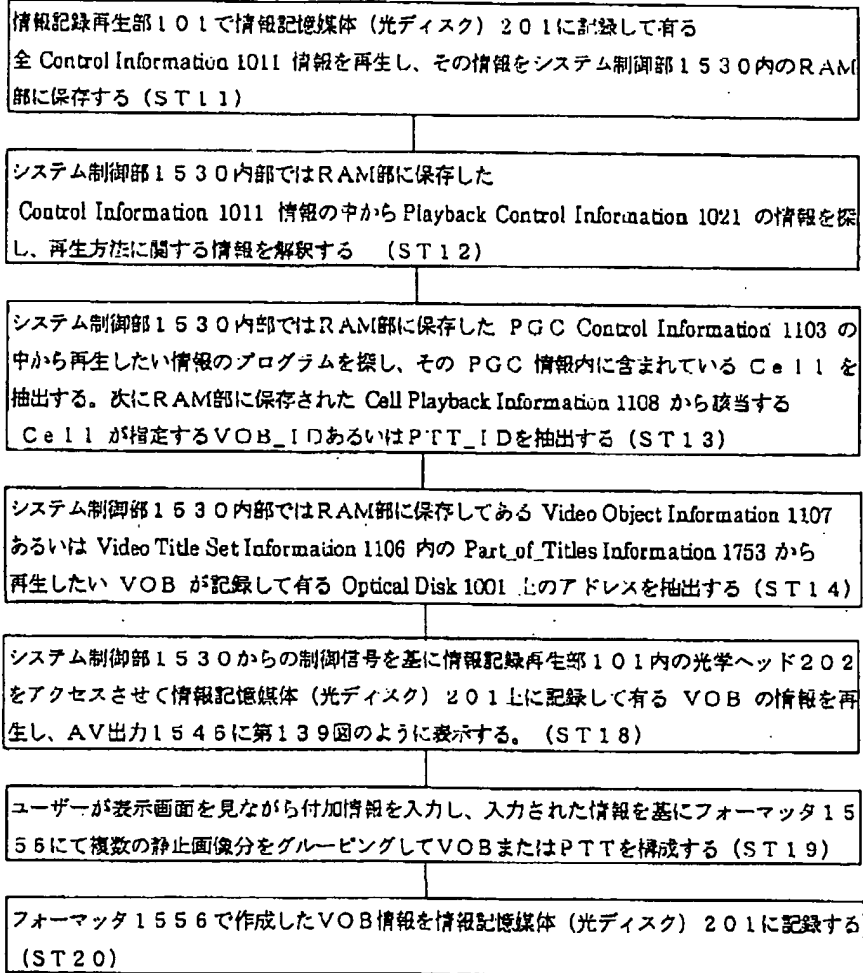 情報記録再生部101で情報記憶媒体（光ディスク）201に記録して有る
全 Control Information 1011 情報を再生し、その情報をシステム制御部1530内のRAM
部に保存する（ST11）
システム制御部1530内部ではRAM部に保存した
Control Information 1011 情報の中から Playback Control Information 1021 の情報を探
し、再生方法に関する情報を解釈する （ST12）
システム制御部1530内部ではRAM部に保存した PGC Control Information 1103 の
中から再生したい情報のプログラムを探し、その PGC 情報内に含まれている Cell を
抽出する。次にRAM部に保存された Cell Playback Information 1108 から該当する
Cell が指定するVOB_IDあるいはPTT_IDを抽出する（ST13）
システム制御部1530内部ではRAM部に保存してある Video Object Information 1107
あるいは Video Title Set Information 1106 内の Part_of_Titles Information 1753 から
再生したい VOB が記録して有る Optical Disk 1001 上のアドレスを抽出する（ST14）
システム制御部1530からの制御信号を基に情報記録再生部101内の光学ヘッド202
をアクセスさせて情報記憶媒体（光ディスク）201上に記録して有る VOB の情報を再
生し、AV出力1546に第139図のように表示する。（ST18）
ユーザーが表示画面を見ながら付加情報を入力し、入力された情報を基にフォーマッタ15
56にて複数の静止画像分をグルーピングしてVOBまたはPTTを構成する（ST19）
フォーマッタ1556で作成したVOB情報を情報記憶媒体（光ディスク）201に記録する
（ST20）